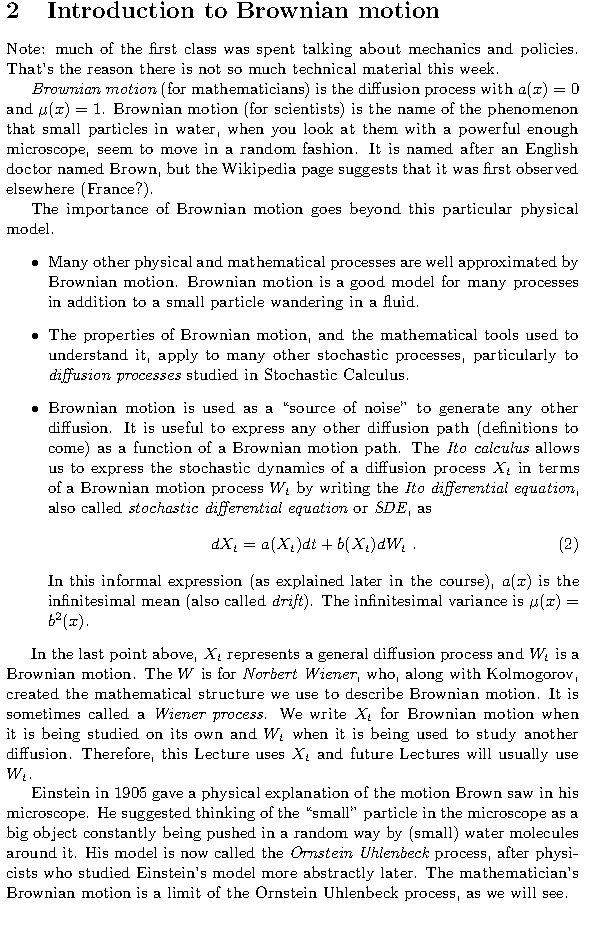 2 Introduction to Brownian motion
Note: much of the first class was spent talking about mechanics and policies.
That's the reason there is not so much technical material this week.
Brownian motion (for mathematicians) is the diffusion process with a(x) = 0
and μ(x) = 1. Brownian motion (for scientists) is the name of the phenomenon
that small particles in water, when you look at them with a powerful enough
microscope, seem to move in a random fashion. It is named after an English
doctor named Brown, but the Wikipedia page suggests that it was first observed
elsewhere (France?).
The importance of Brownian motion goes beyond this particular physical
model.
• Many other physical and mathematical processes are well approximated by
Brownian motion. Brownian motion is a good model for many processes
in addition to a small particle wandering in a fluid.
• The properties of Brownian motion, and the mathematical tools used to
understand it, apply to many other stochastic processes, particularly to
diffusion processes studied in Stochastic Calculus.
• Brownian motion is used as a “source of noise” to generate any other
diffusion. It is useful to express any other diffusion path (definitions to
come) as a function of a Brownian motion path. The Ito calculus allows
us to express the stochastic dynamics of a diffusion process Xₜ in terms
of a Brownian motion process Wₜ by writing the Ito differential equation,
also called stochastic differential equation or SDE, as
dXₜ = a(Xₜ)dt + b(Xₜ)dWₜ . (2)
In this informal expression (as explained later in the course), a(x) is the
infinitesimal mean (also called drift). The infinitesimal variance is μ(x) =
b²(x).
In the last point above, Xₜ represents a general diffusion process and Wₜ is a
Brownian motion. The W is for Norbert Wiener, who, along with Kolmogorov,
created the mathematical structure we use to describe Brownian motion. It is
sometimes called a Wiener process. We write Xₜ for Brownian motion when
it is being studied on its own and Wₜ when it is being used to study another
diffusion. Therefore, this Lecture uses Xₜ and future Lectures will usually use
Wₜ.
Einstein in 1905 gave a physical explanation of the motion Brown saw in his
microscope. He suggested thinking of the “small” particle in the microscope as a
big object constantly being pushed in a random way by (small) water molecules
around it. His model is now called the Ornstein Uhlenbeck process, after physi-
cists who studied Einstein's model more abstractly later. The mathematician's
Brownian motion is a limit of the Ornstein Uhlenbeck process, as we will see.